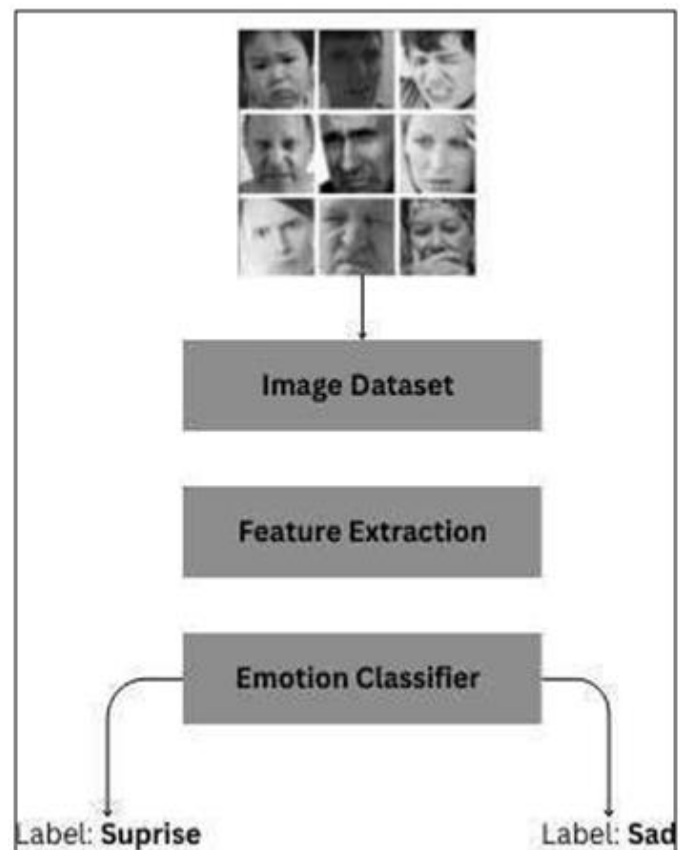 Image Dataset
Feature Extraction
Emotion Classifier
Label: Suprise
Label: Sad